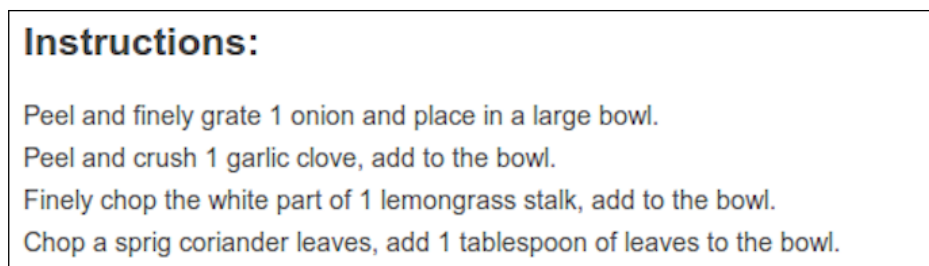 Instructions:
Peel and finely grate 1 onion and place in a large bowl.
Peel and crush 1 garlic clove, add to the bowl.
Finely chop the white part of 1 lemongrass stalk, add to the bowl.
Chop a sprig coriander leaves, add 1 tablespoon of leaves to the bowl.